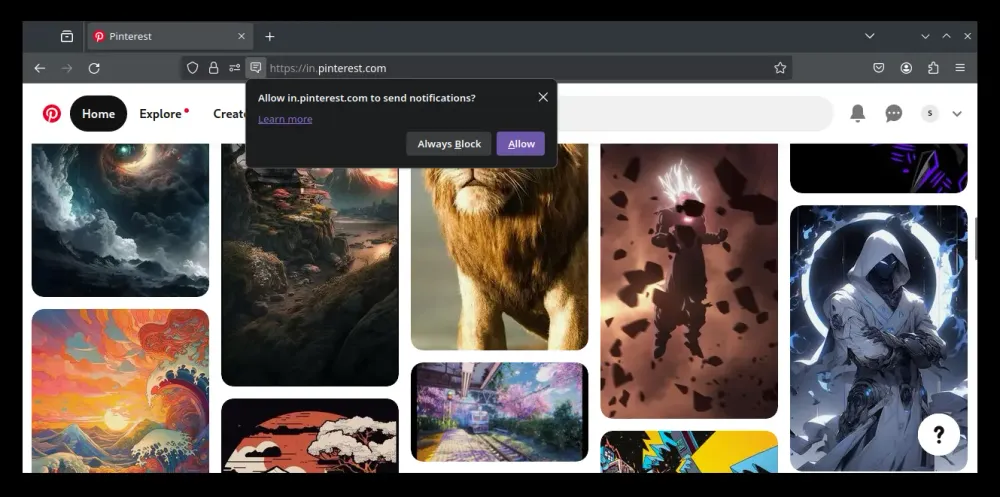 Pinterest
https://in.pinterest.com
Allow in.pinterest.com to send notifications?
Learn more
Always Block
Allow
Home
Explore
Create
S
?